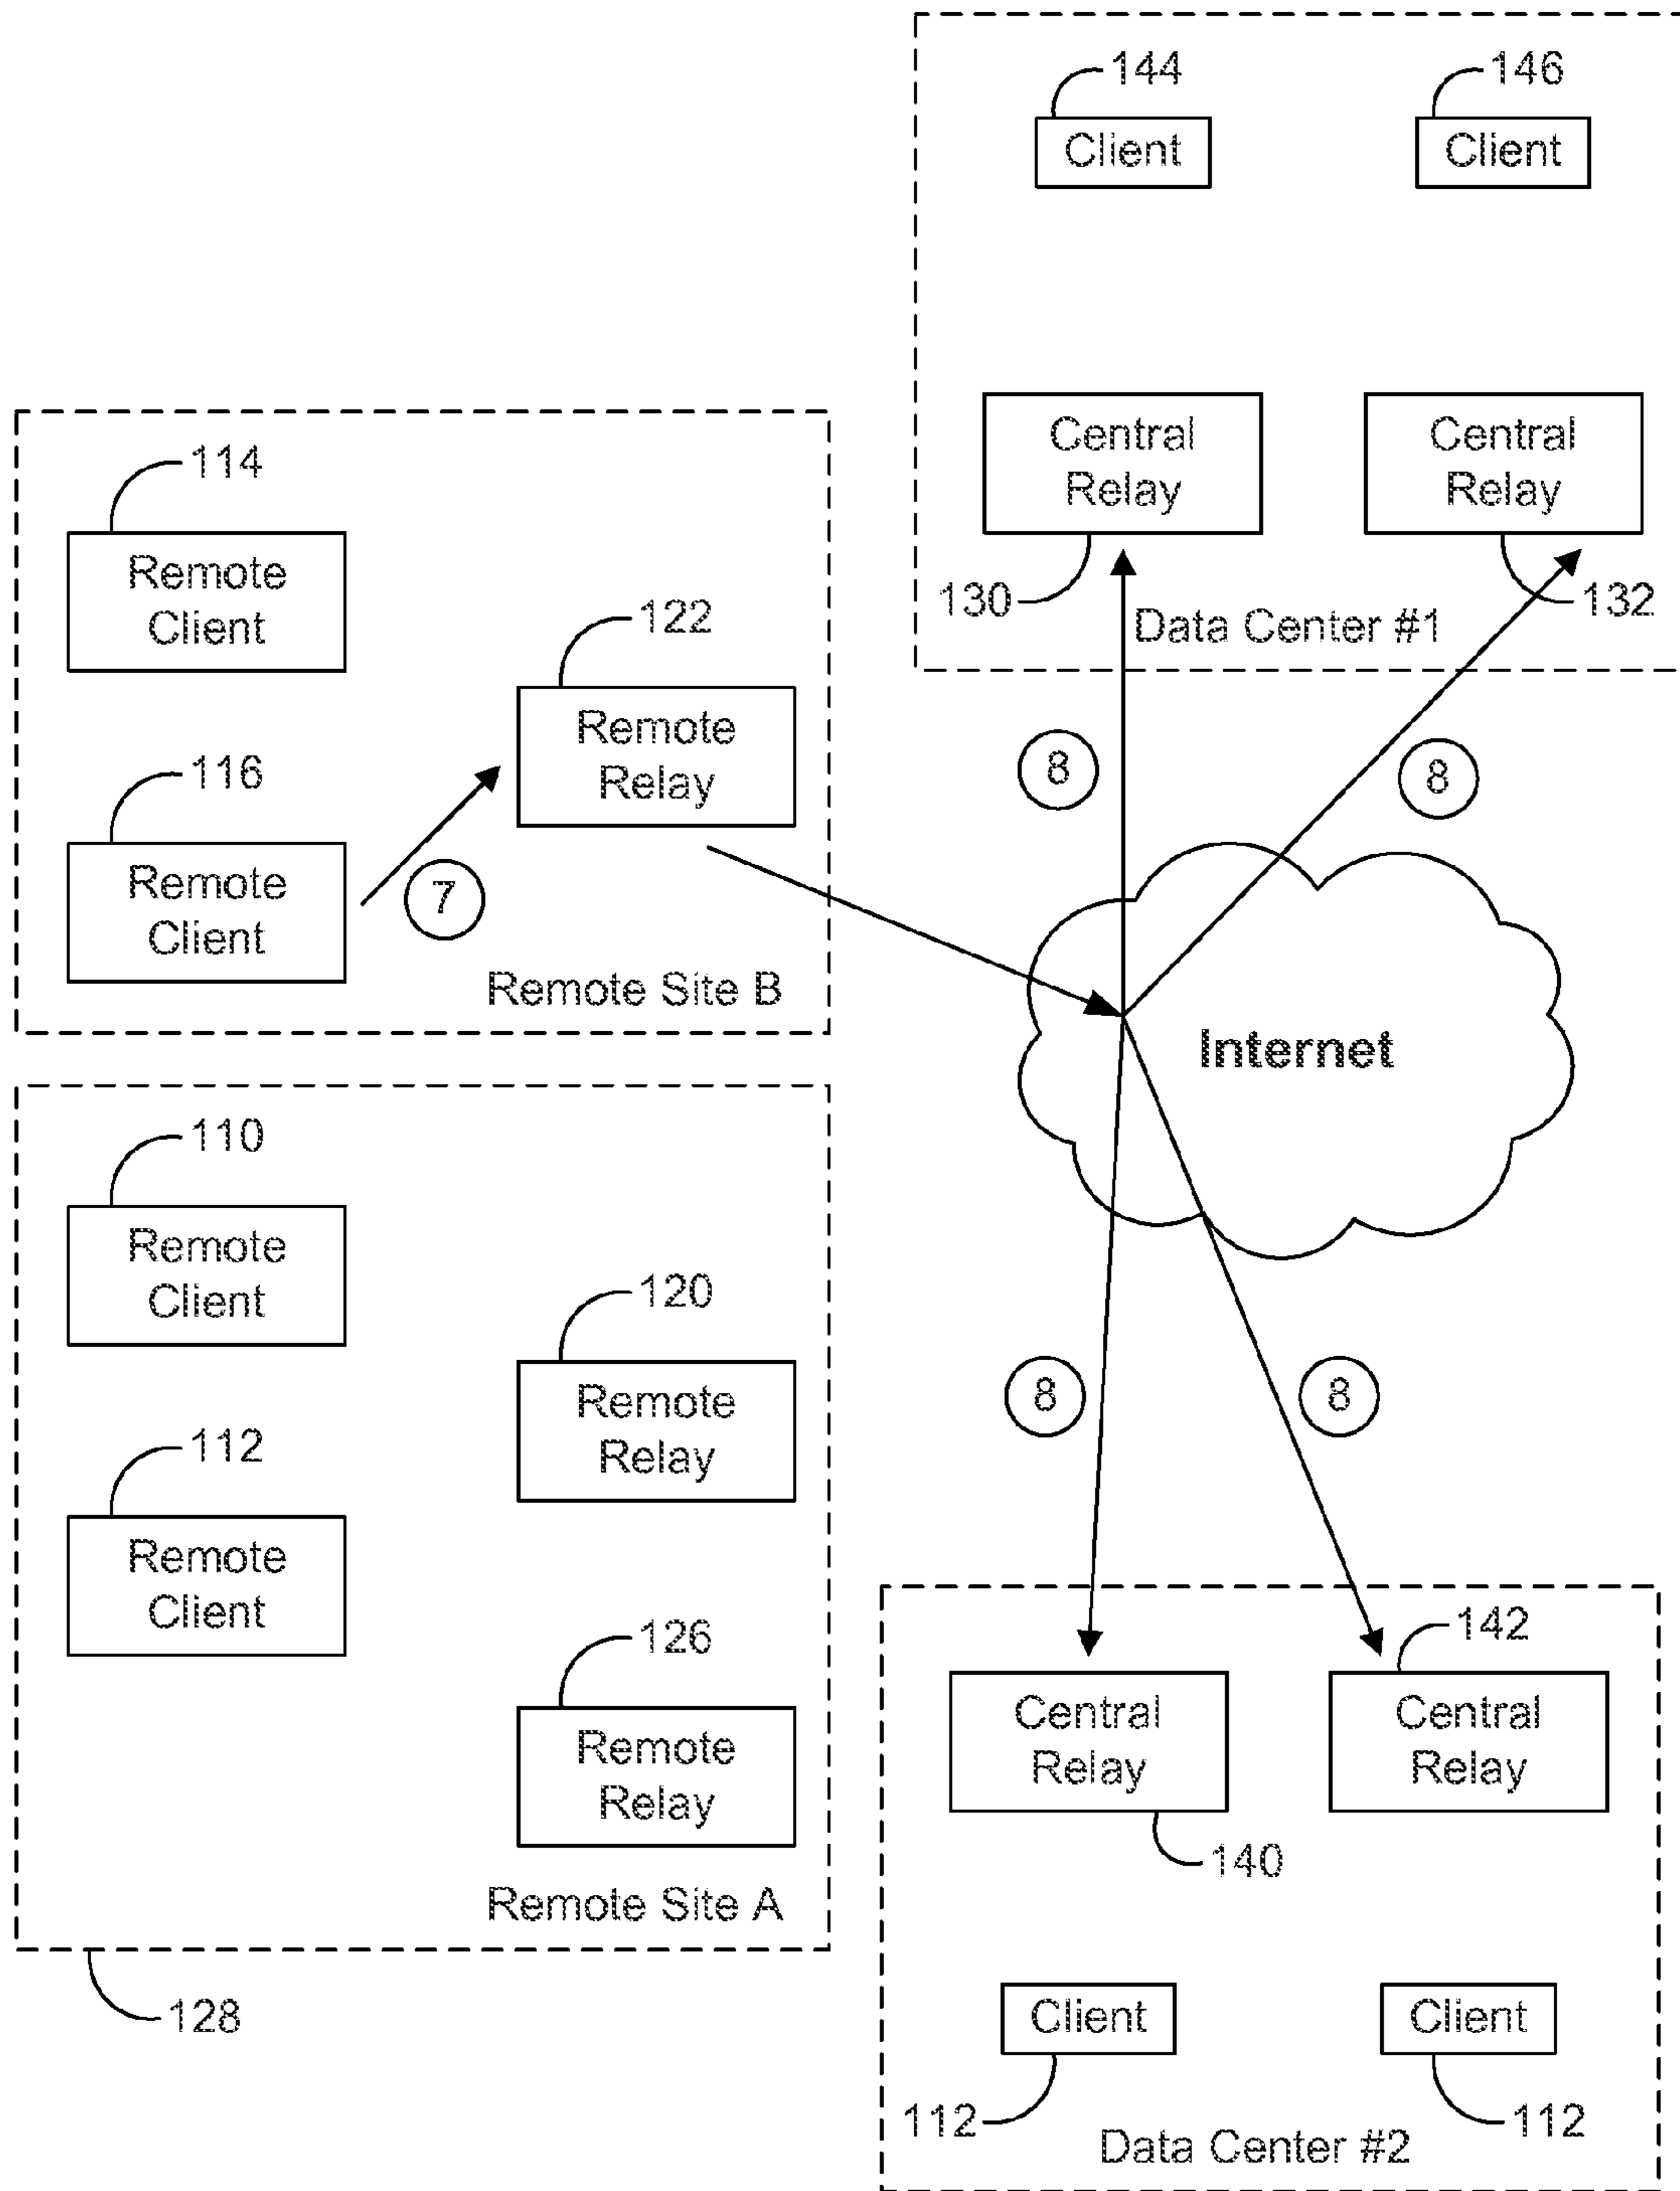 144
146
Client
Client
Central
Relay
Central
Relay
130
132
Data Center #1
114
Remote
Client
122
Remote
Relay
116
Remote
Client
7
Remote Site B
8
8
Internet
110
Remote
Client
120
Remote
Relay
112
Remote
Client
126
Remote
Relay
Remote Site A
128
8
8
142
Central
Relay
Central
Relay
140
Client
Client
112
112
Data Center #2